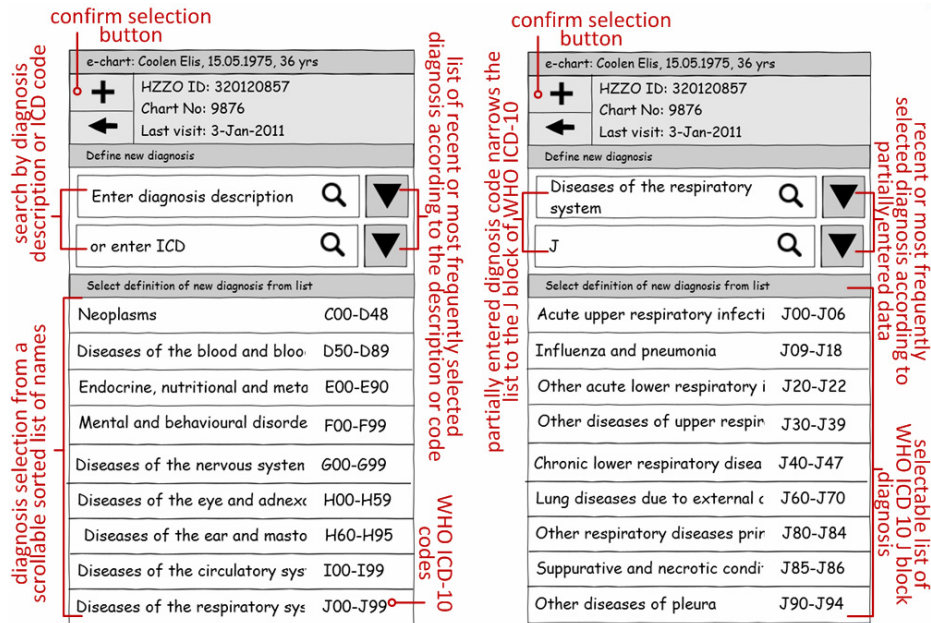 confirm selection
button
search by diagnosis
description or ICD code
diagnosis selection from a
scrollable sorted list of names
e-chart: Coolen Elis, 15.05.1975, 36 yrs
HZZO ID: 320120857
Chart No: 9876
Last visit: 3-Jan-2011
Define new diagnosis
Enter diagnosis description
or enter ICD
Select definition of new diagnosis from list
Neoplasms C00-D48
Diseases of the blood and bloo D50-D89
Endocrine, nutritional and meta E00-E90
Mental and behavioural disorde F00-F99
Diseases of the nervous systen G00-G99
Diseases of the eye and adnexa H00-H59
Diseases of the ear and masto H60-H95
Diseases of the circulatory sys I00-I99
Diseases of the respiratory sys J00-J99
list of recent or most frequently selected
diagnosis according to the description or code
WHO ICD-10
codes
confirm selection
button
partially entered dignosis code narrows the
list to the J block of WHO ICD-10
e-chart: Coolen Elis, 15.05.1975, 36 yrs
HZZO ID: 320120857
Chart No: 9876
Last visit: 3-Jan-2011
Define new diagnosis
Diseases of the respiratory
system
J
Select definition of new diagnosis from list
Acute upper respiratory infecti J00-J06
Influenza and pneumonia J09-J18
Other acute lower respiratory i J20-J22
Other diseases of upper respir J30-J39
Chronic lower respiratory disea J40-J47
Lung diseases due to external c J60-J70
Other respiratory diseases prin J80-J84
Suppurative and necrotic condi J85-J86
Other diseases of pleura J90-J94
recent or most frequently
selected diagnosis according to
partially entered data
selectable list of
WHO ICD 10 J block
diagnosis